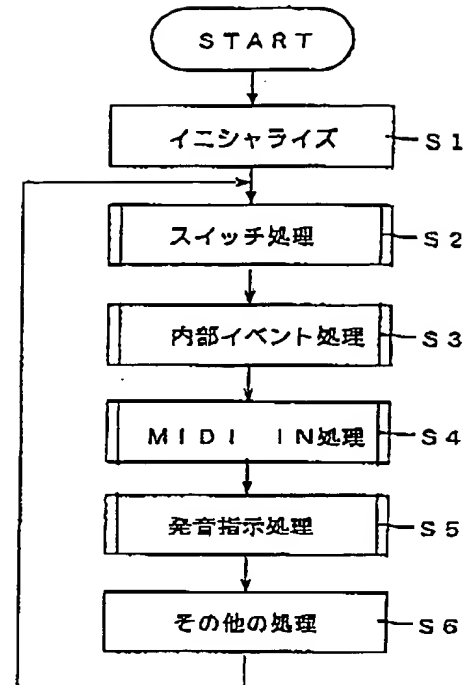 START
イニシャライズ S1
スイッチ処理 S2
内部イベント処理 S3
MIDI IN処理 S4
発音指示処理 S5
その他の処理 S6